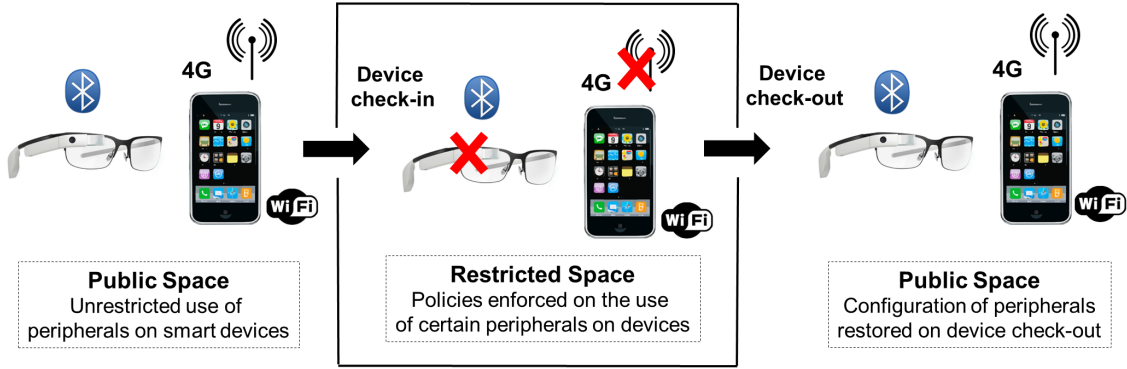 4G
Wi Fi
Public Space
Unrestricted use of
peripherals on smart devices
Device
check-in
4G
Wi Fi
Restricted Space
Policies enforced on the use
of certain peripherals on devices
Device
check-out
4G
Wi Fi
Public Space
Configuration of peripherals
restored on device check-out